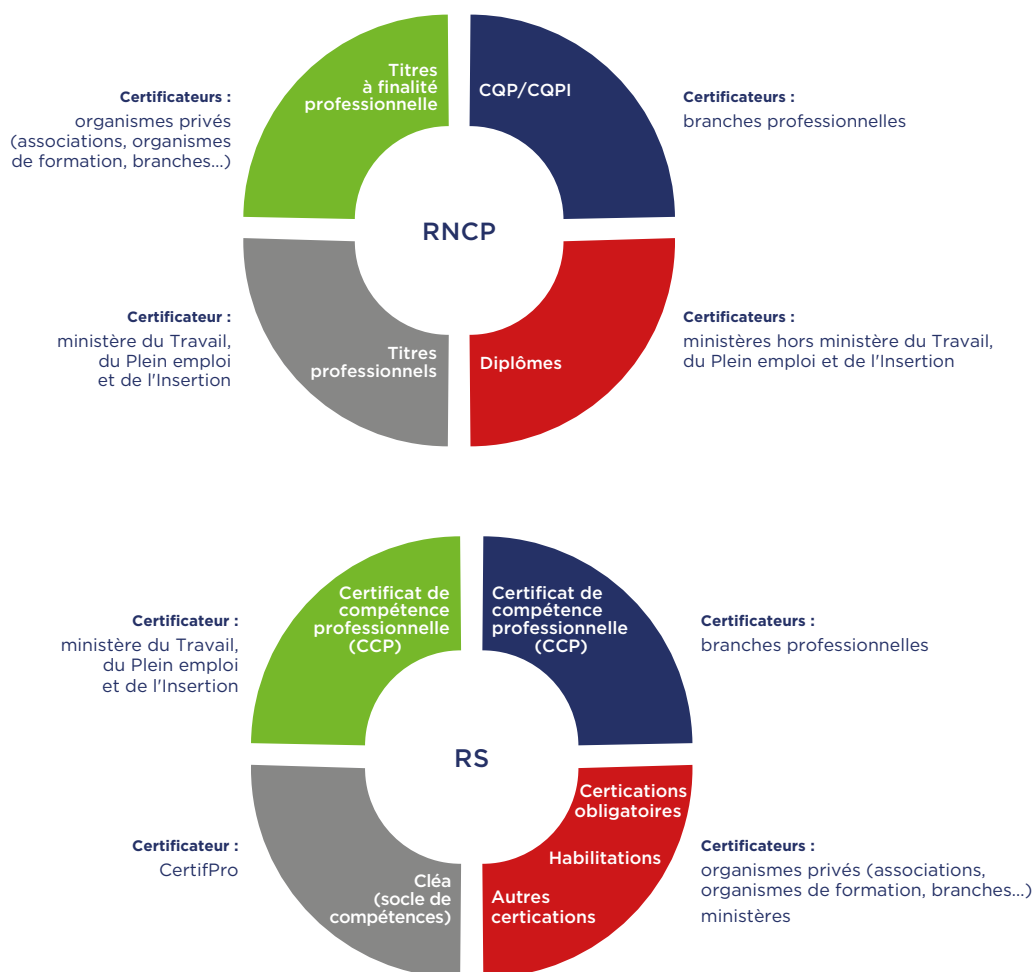 Titres
à finalité
professionnelle
CQP/CQPI
Certificateurs :
organismes privés
(associations, organismes
de formation, branches...)
Certificateurs :
branches professionnelles
RNCP
Certificateur :
ministère du Travail,
du Plein emploi
et de l'Insertion
Titres
professionnels
Diplômes
Certificateurs :
ministères hors ministère du Travail,
du Plein emploi et de l'Insertion
Certificat de
compétence
professionnelle
(CCP)
Certificat de
compétence
professionnelle
(CCP)
Certificateur :
ministère du Travail,
du Plein emploi
et de l'Insertion
Certificateurs :
branches professionnelles
RS
Certications
obligatoires
Habilitations
Autres
certications
Certificateur :
CertifPro
Cléa
(socle de
compétences)
Certificateurs :
organismes privés (associations,
organismes de formation, branches...)
ministères